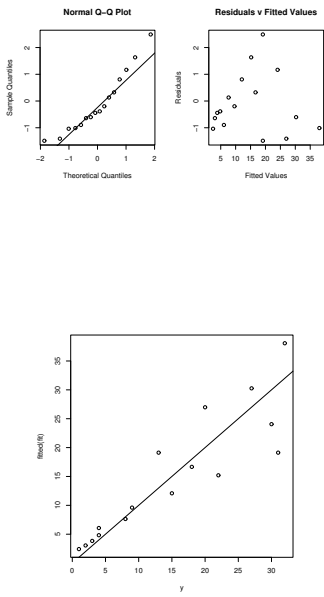 Normal Q−Q Plot
Sample Quantiles
2
1
0
−1
−2 −1 0 1 2
Theoretical Quantiles
Residuals v Fitted Values
Residuals
2
1
0
−1
5 10 15 20 25 30 35
Fitted Values
fitted(fit)
35
30
25
20
15
10
5
0 5 10 15 20 25 30
y